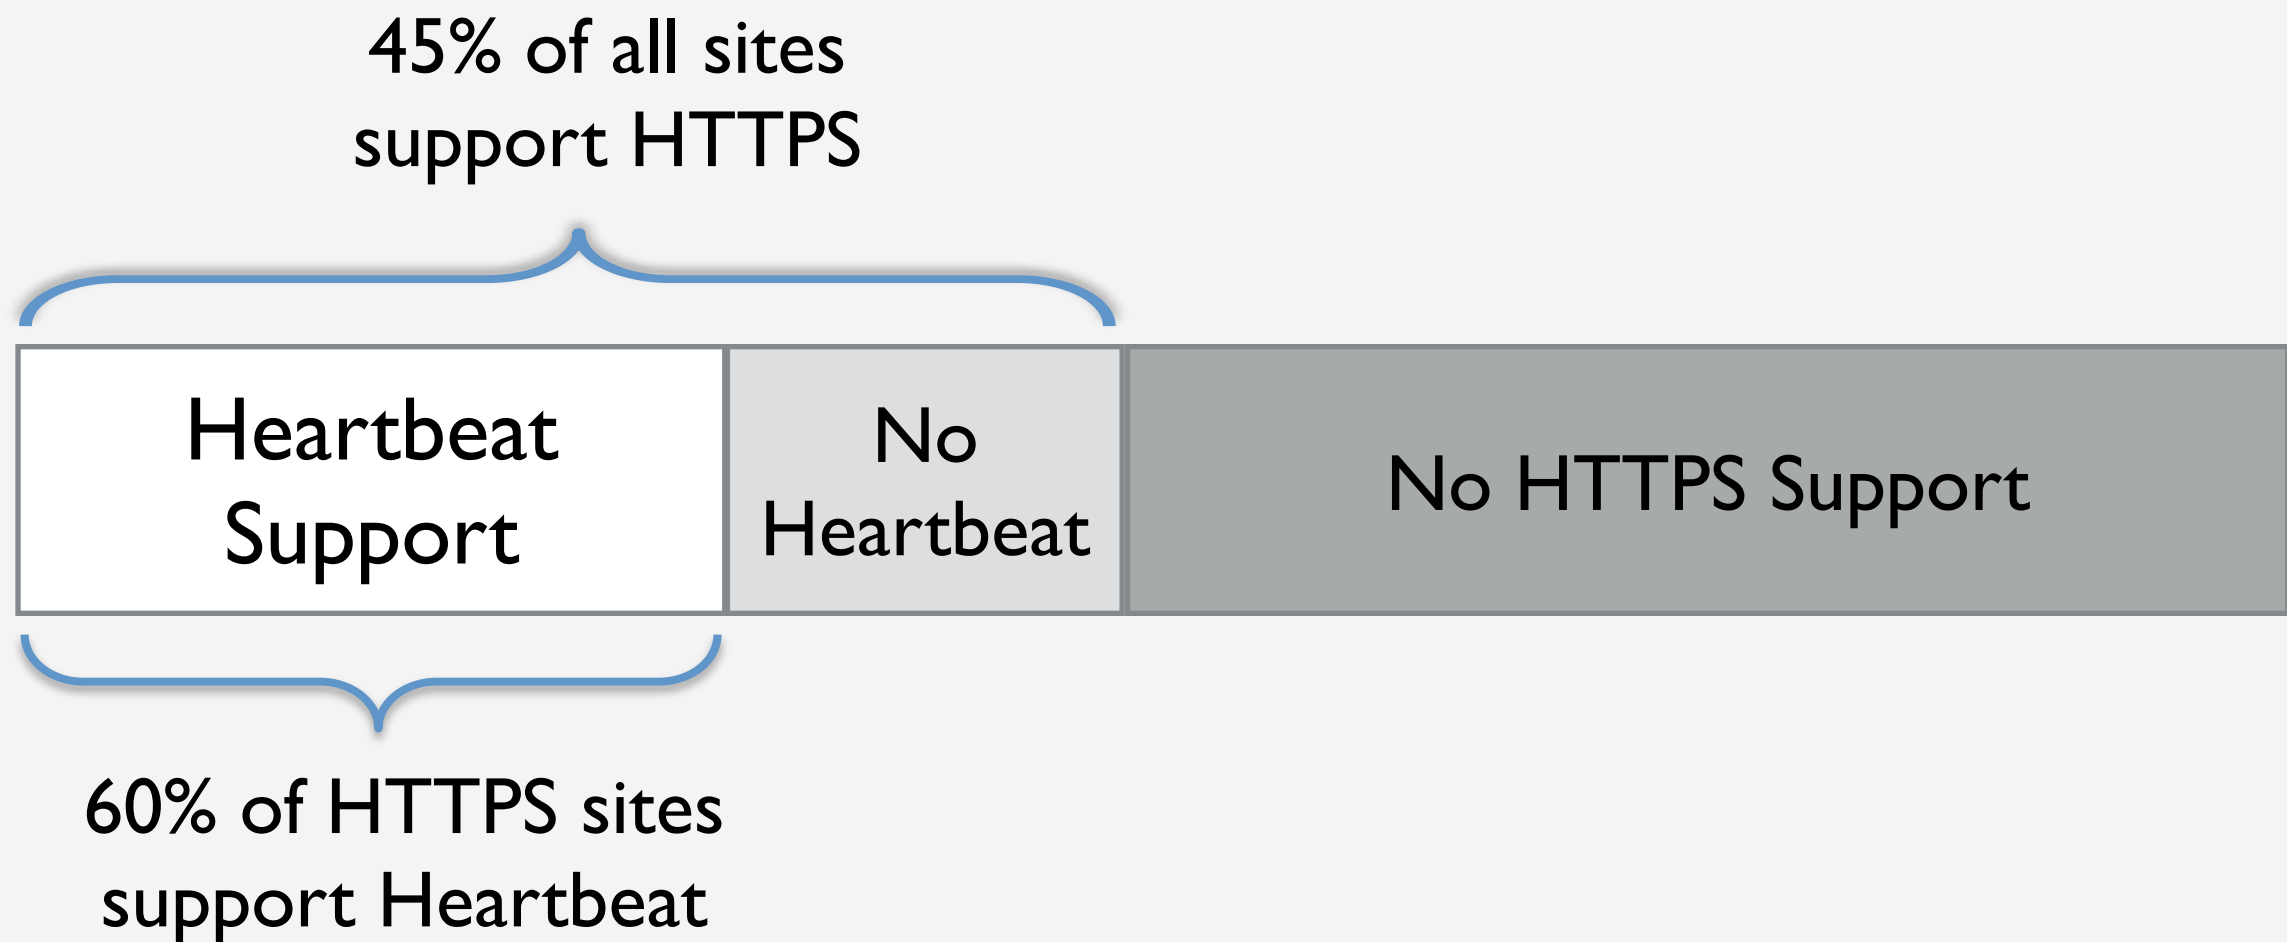 45% of all sites
support HTTPS
Heartbeat
Support
No
Heartbeat
No HTTPS Support
60% of HTTPS sites
support Heartbeat